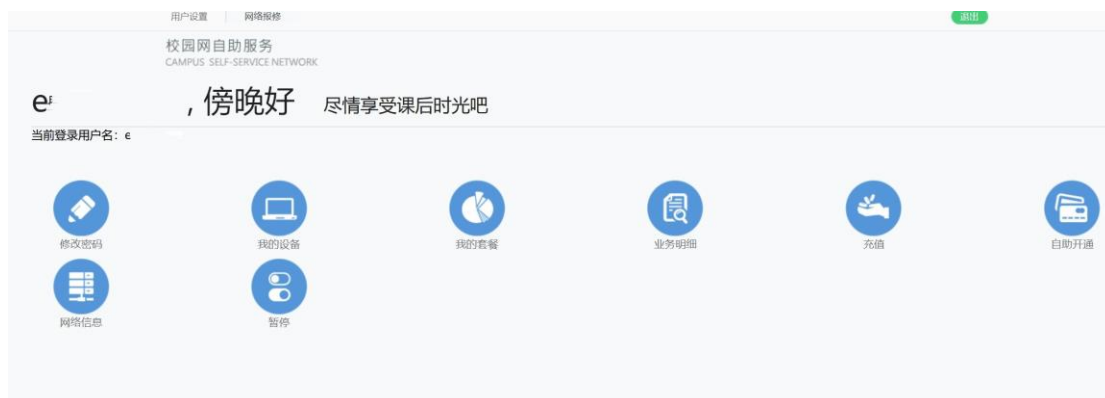 用户设置 网络报修 退出
校园网自助服务
CAMPUS SELF-SERVICE NETWORK
e ,傍晚好 尽情享受课后时光吧
当前登录用户名: e
修改密码 我的设备 我的套餐 业务明细 充值 自助开通
网络信息 暂停